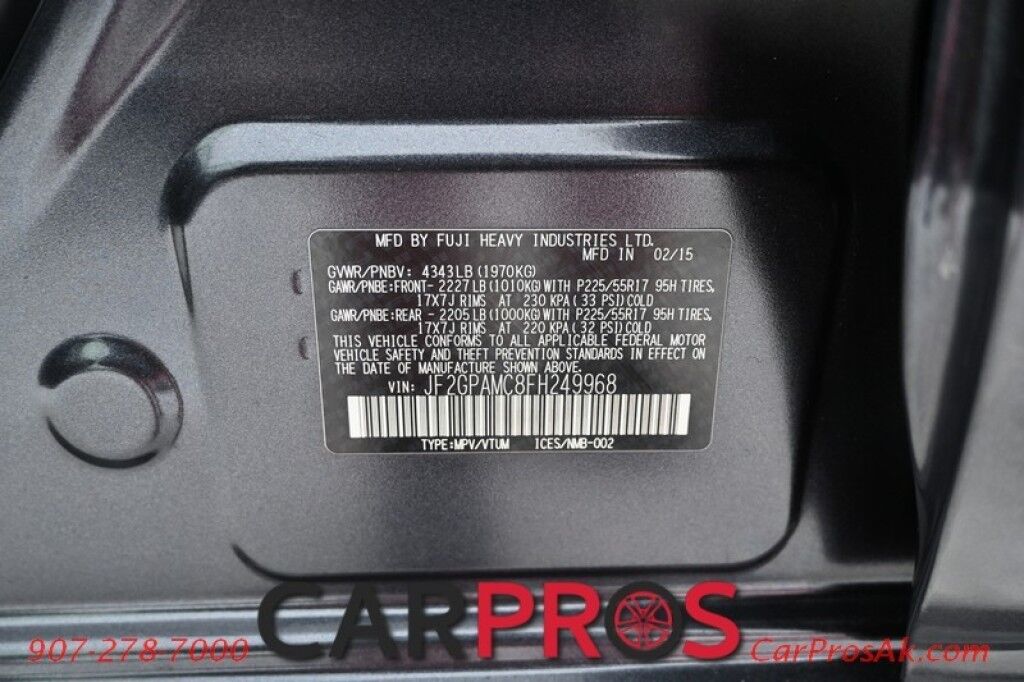 MFD BY FUJI HEAVY INDUSTRIES LTD.
MFD IN 02/15
GVWR/PNBV: 4343LB (1970KG)
GAWR/PNBE:FRONT- 2227LB (1010KG) WITH P225/55R17 95H TIRES,
17X7J RIMS AT 230 KPA (33 PSI) COLD
GAWR/PNBE:REAR - 2205LB (1000KG) WITH P225/55R17 95H TIRES,
17X7J RIMS AT 220 KPA (32 PSI) COLD
THIS VEHICLE CONFORMS TO ALL APPLICABLE FEDERAL MOTOR
VEHICLE SAFETY AND THEFT PREVENTION STANDARDS IN EFFECT ON
THE DATE OF MANUFACTURE SHOWN ABOVE.
VIN: JF2GPAMC8FH249968
TYPE:MPV/VTUM ICES/NMB-002
CARPROS
907-278-7000
CarProsAk.com